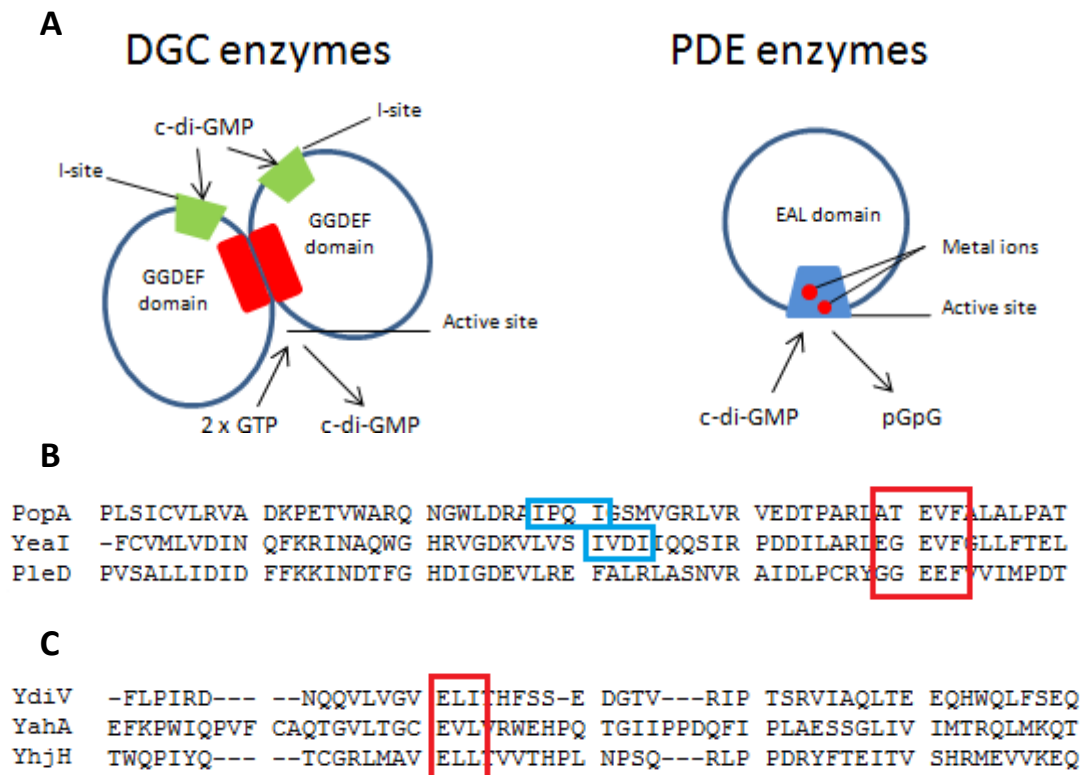 A
DGC enzymes
PDE enzymes
I-site
c-di-GMP
I-site
GGDEF domain
GGDEF domain
EAL domain
Metal ions
Active site
Active site
2 x GTP
c-di-GMP
c-di-GMP
pGpG
B
PopA PLSICVLRVA DKPETVWARQ NGWLDRAIPQ IGSMVGRLVR VEDTPARLAT EVFALALPAT
YeaI -FCVMLVDIN QFKRINAQWG HRVGDKVLVS IVDIIQQSIR PDDILARLEG EVFGLLFTEL
PleD PVSALLIDID FFKKINDTFG HDIGDEVLRE FALRLASNVR AIDLPCRYGG EEFVVIMPDT
C
YdiV -FLPIRD---- --NQQVLVGV ELITHFSS-E DGTV---RIP TSRVIAQLTE EQHWQLFSEQ
YahA EFKPWIQPVF CAQTGVLTGC EVLVRWEHPQ TGIIPPDQFI PLAESSGLIV IMTRQLMKQT
YhjH TWQPIYQ--- --TCGRLMAV ELLTVVTHPL NPSQ---RLP PPDRYFTEITV SHRMEVVKEQ